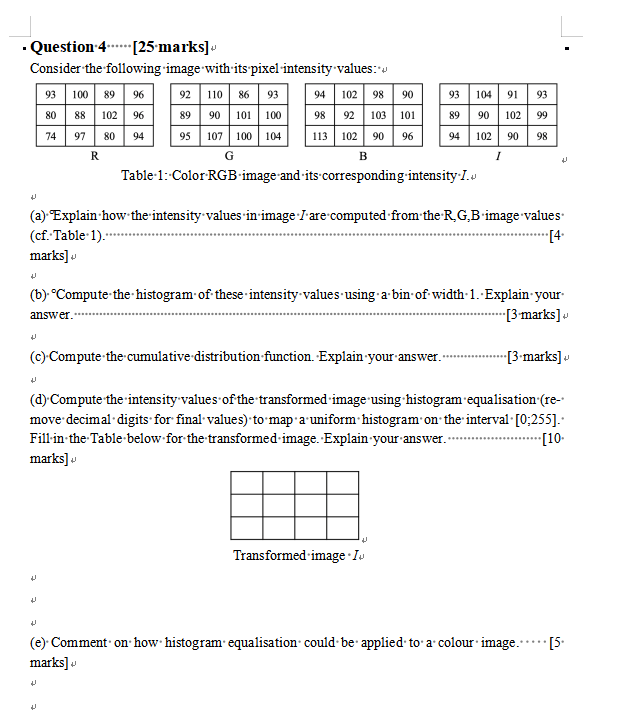 Question 4 [25 marks]
Consider the following image with its pixel intensity values:
93 100 89 96 92 110 86 93 94 102 98 90 93 104 91 93
80 88 102 96 89 90 101 100 98 92 103 101 89 90 102 99
74 97 80 94 95 107 100 104 113 102 90 96 94 102 90 98
R G B I
Table 1: Color RGB image and its corresponding intensity I.
(a) Explain how the intensity values in image I are computed from the R,G,B image values
(cf. Table 1). [4
marks]
(b) Compute the histogram of these intensity values using a bin of width 1. Explain your
answer. [3 marks]
(c) Compute the cumulative distribution function. Explain your answer. [3 marks]
(d) Compute the intensity values of the transformed image using histogram equalisation (re-
move decimal digits for final values) to map a uniform histogram on the interval [0;255].
Fill in the Table below for the transformed image. Explain your answer. [10
marks]
Transformed image I
(e) Comment on how histogram equalisation could be applied to a colour image. [5
marks]